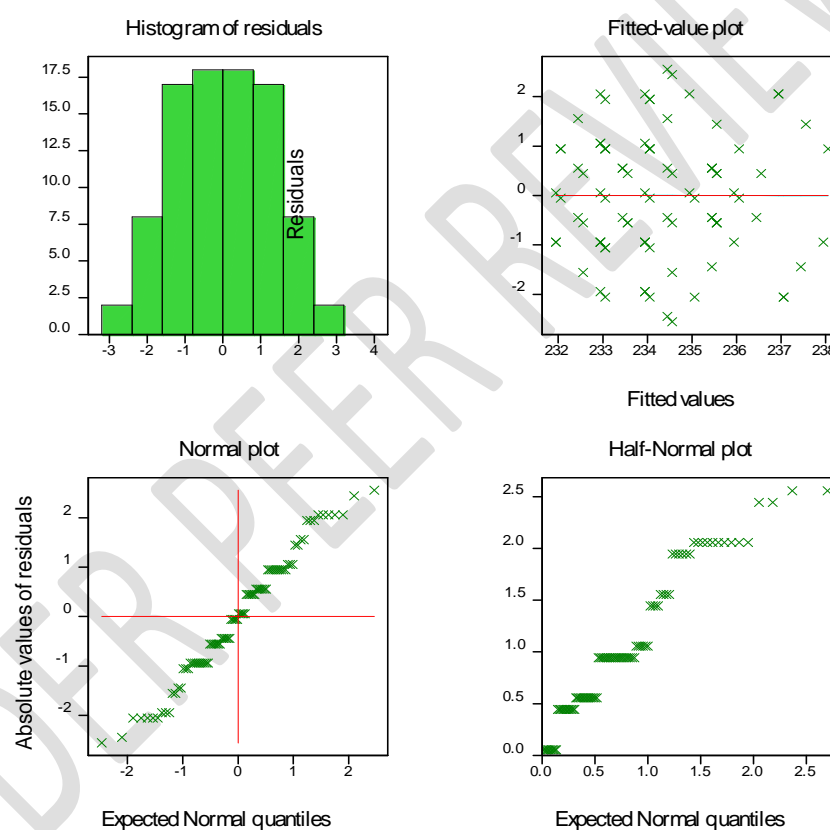 Histogram of residuals
Fitted-value plot
17.5
15.0
12.5
10.0
7.5
5.0
2.5
0.0
-3 -2 -1 0 1 2 3 4
Residuals
2
1
0
-1
-2
232 233 234 235 236 237 238
Fitted values
Normal plot
Half-Normal plot
Absolute values of residuals
2
1
0
-1
-2
-2 -1 0 1 2
Expected Normal quantiles
2.5
2.0
1.5
1.0
0.5
0.0
0.0 0.5 1.0 1.5 2.0 2.5
Expected Normal quantiles
DER PEER REVIEW